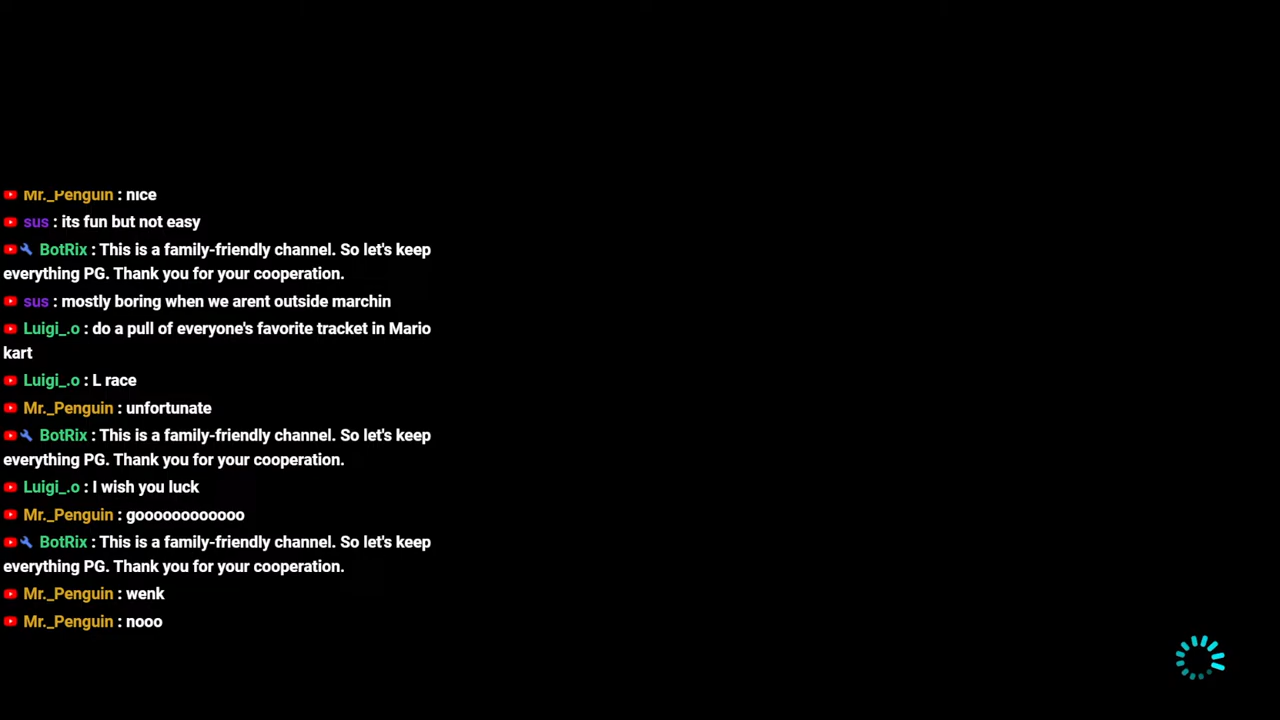 Mr._Penguin : nice
sus : its fun but not easy
BotRix : This is a family-friendly channel. So let's keep
everything PG. Thank you for your cooperation.
sus : mostly boring when we arent outside marchin
Luigi_.o : do a pull of everyone's favorite tracket in Mario
kart
Luigi_.o : L race
Mr._Penguin : unfortunate
BotRix : This is a family-friendly channel. So let's keep
everything PG. Thank you for your cooperation.
Luigi_.o : I wish you luck
Mr._Penguin : goooooooooooo
BotRix : This is a family-friendly channel. So let's keep
everything PG. Thank you for your cooperation.
Mr._Penguin : wenk
Mr._Penguin : nooo